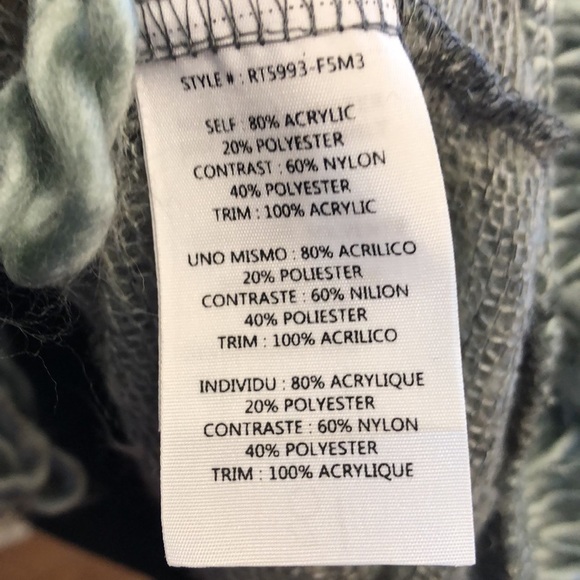 STYLE # : RT5993-F5M3
SELF : 80% ACRYLIC
20% POLYESTER
CONTRAST : 60% NYLON
40% POLYESTER
TRIM : 100% ACRYLIC
UNO MISMO : 80% ACRILICO
20% POLIESTER
CONTRASTE : 60% NILION
40% POLIESTER
TRIM : 100% ACRILICO
INDIVIDU : 80% ACRYLIQUE
20% POLYESTER
CONTRASTE : 60% NYLON
40% POLYESTER
TRIM : 100% ACRYLIQUE